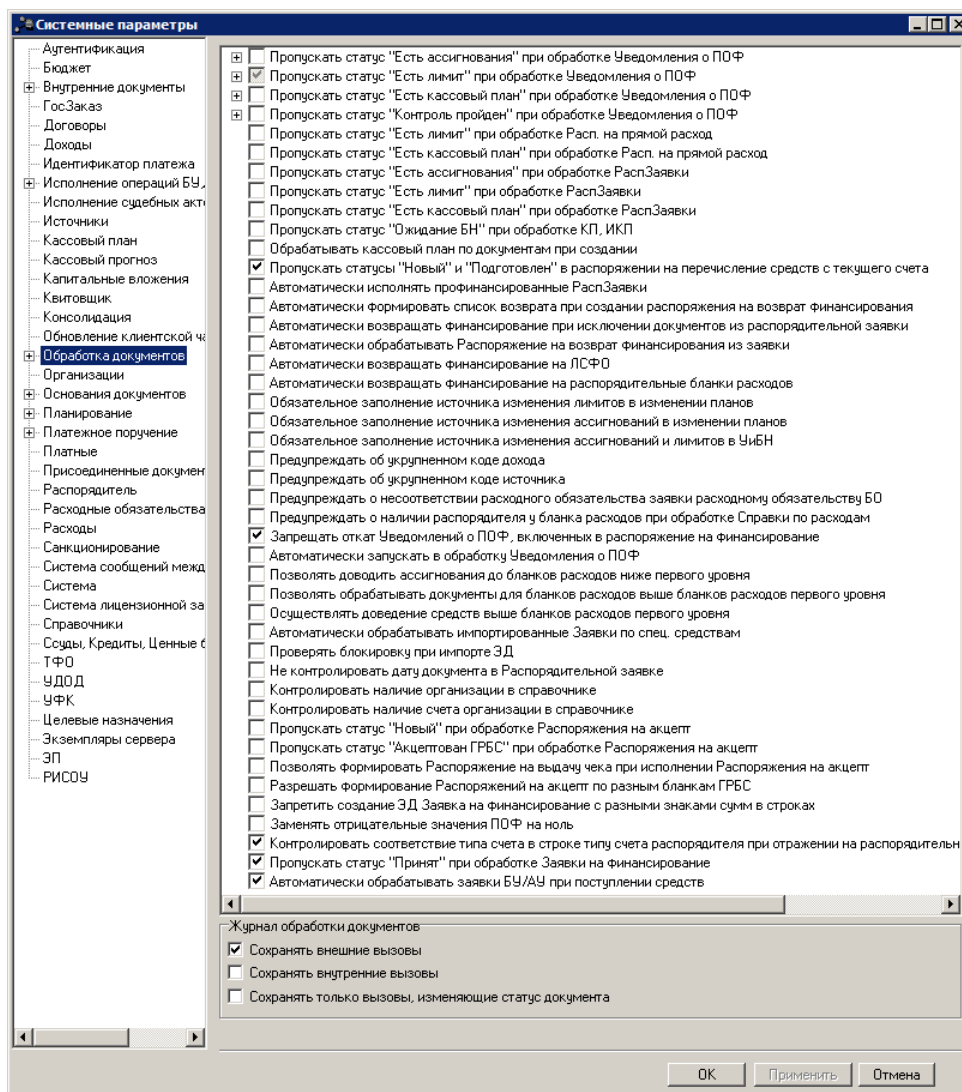 Системные параметры
Аутентификация
Бюджет
Внутренние документы
ГосЗаказ
Договоры
Доходы
Идентификатор платежа
Исполнение операций БУ,
Исполнение судебных акт
Источники
Кассовый план
Кассовый прогноз
Капитальные вложения
Квитовщик
Консолидация
Обновление клиентской ча
Обработка документов
Организации
Основания документов
Планирование
Платежное поручение
Платные
Присоединенные докумен
Распорядитель
Расходные обязательства
Расходы
Санкционирование
Система сообщений межд
Система
Система лицензионной за
Справочники
Ссуды, Кредиты, Ценные б
ТФО
УДОД
УФК
Целевые назначения
Экземпляры сервера
ЭП
РИСОУ
Пропускать статус "Есть ассигнования" при обработке Уведомления о ПОФ
Пропускать статус "Есть лимит" при обработке Уведомления о ПОФ
Пропускать статус "Есть кассовый план" при обработке Уведомления о ПОФ
Пропускать статус "Контроль пройден" при обработке Уведомления о ПОФ
Пропускать статус "Есть лимит" при обработке Расп. на прямой расход
Пропускать статус "Есть кассовый план" при обработке Расп. на прямой расход
Пропускать статус "Есть ассигнования" при обработке РаспЗаявки
Пропускать статус "Есть лимит" при обработке РаспЗаявки
Пропускать статус "Есть кассовый план" при обработке РаспЗаявки
Пропускать статус "Ожидание БН" при обработке КП, ИКП
Обрабатывать кассовый план по документам при создании
Пропускать статусы "Новый" и "Подготовлен" в распоряжении на перечисление средств с текущего счета
Автоматически исполнять профинансированные РаспЗаявки
Автоматически формировать список возврата при создании распоряжения на возврат финансирования
Автоматически возвращать финансирование при исключении документов из распорядительной заявки
Автоматически обрабатывать Распоряжение на возврат финансирования из заявки
Автоматически возвращать финансирование на ЛСФО
Автоматически возвращать финансирование на распорядительные бланки расходов
Обязательное заполнение источника изменения лимитов в изменении планов
Обязательное заполнение источника изменения ассигнований в изменении планов
Обязательное заполнение источника изменения ассигнований и лимитов в УиБН
Предупреждать об укрупненном коде дохода
Предупреждать об укрупненном коде источника
Предупреждать о несоответствии расходного обязательства заявки расходному обязательству БО
Предупреждать о наличии распорядителя у бланка расходов при обработке Справки по расходам
Запрещать откат Уведомлений о ПОФ, включенных в распоряжение на финансирование
Автоматически запускать в обработку Уведомления о ПОФ
Позволять доводить ассигнования до бланков расходов ниже первого уровня
Позволять обрабатывать документы для бланков расходов выше бланков расходов первого уровня
Осуществлять доведение средств выше бланков расходов первого уровня
Автоматически обрабатывать импортированные Заявки по спец. средствам
Проверять блокировку при импорте ЭД
Не контролировать дату документа в Распорядительной заявке
Контролировать наличие организации в справочнике
Контролировать наличие счета организации в справочнике
Пропускать статус "Новый" при обработке Распоряжения на акцепт
Пропускать статус "Акцептован ГРБС" при обработке Распоряжения на акцепт
Позволять формировать Распоряжение на выдачу чека при исполнении Распоряжения на акцепт
Разрешать формирование Распоряжений на акцепт по разным бланкам ГРБС
Запретить создание ЭД Заявка на финансирование с разными знаками сумм в строках
Заменять отрицательные значения ПОФ на ноль
Контролировать соответствие типа счета в строке типу счета распорядителя при отражении на распорядительн
Пропускать статус "Принят" при обработке Заявки на финансирование
Автоматически обрабатывать заявки БУ/АУ при поступлении средств
Журнал обработки документов
Сохранять внешние вызовы
Сохранять внутренние вызовы
Сохранять только вызовы, изменяющие статус документа
OK
Применить
Отмена